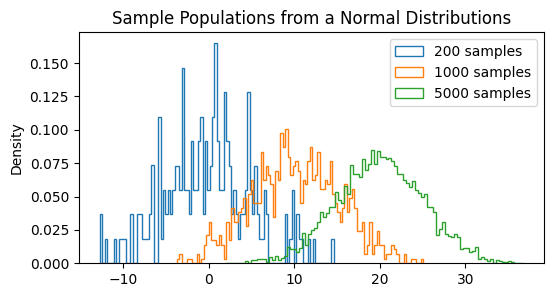 Sample Populations from a Normal Distributions
200 samples
1000 samples
5000 samples
Density
0.150
0.125
0.100
0.075
0.050
0.025
0.000
−10
0
10
20
30